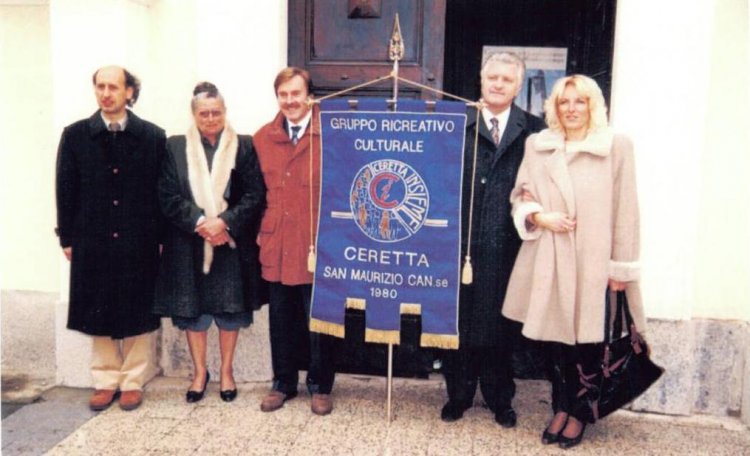 GRUPPO RICREATIVO
CULTURALE
CERETTA INSIEME
CERETTA
SAN MAURIZIO CAN.se
1980